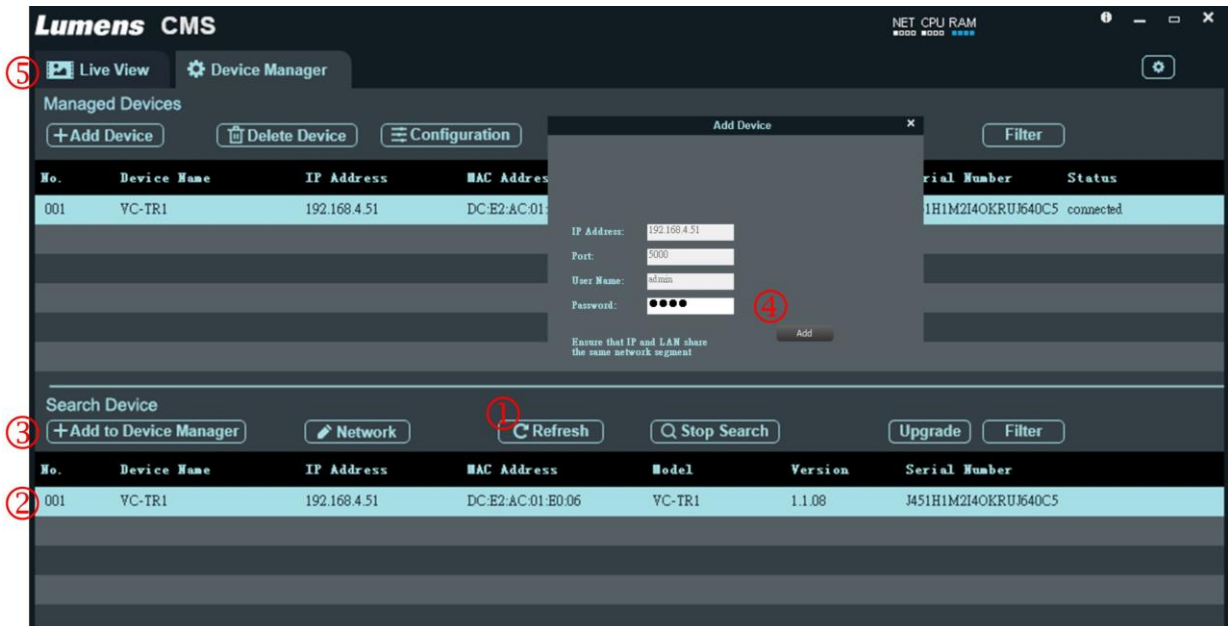 Lumens CMS
NET CPU RAM
⑤ Live View
Device Manager
Managed Devices
+Add Device
Delete Device
Configuration
Filter
No. Device Name IP Address MAC Addres rial Number Status
001 VC-TR1 192.168.4.51 DC:E2:AC:01: 1H1M2I4OKRUJ640C5 connected
Add Device
IP Address: 192.168.4.51
Port: 5000
User Name: admin
Password: ●●●●
④
Add
Ensure that IP and LAN share
the same network segment
Search Device
①
③ +Add to Device Manager
Network
Refresh
Stop Search
Upgrade
Filter
No. Device Name IP Address MAC Address Model Version Serial Number
② 001 VC-TR1 192.168.4.51 DC:E2:AC:01:E0:06 VC-TR1 1.1.08 J451H1M2I4OKRUJ640C5